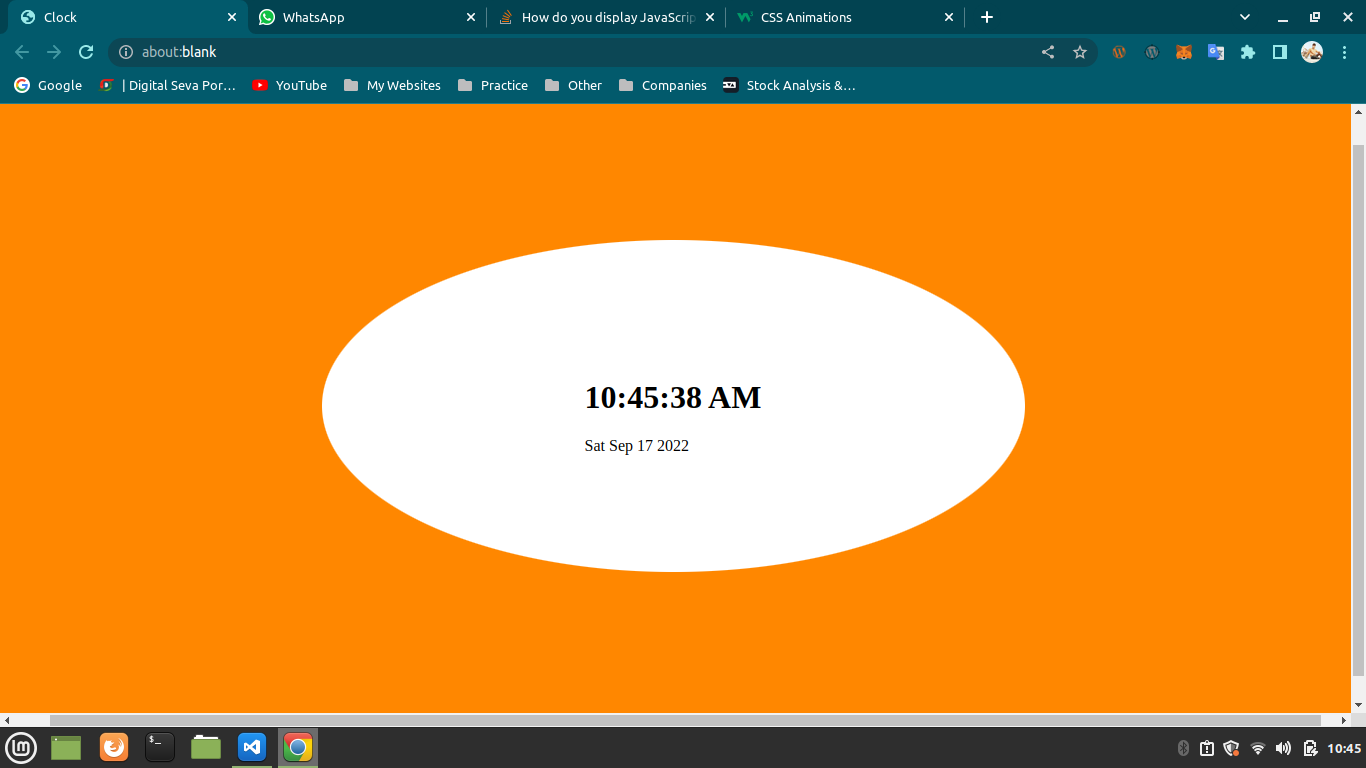 Clock
WhatsApp
How do you display JavaScrip
CSS Animations
about:blank
Google
| Digital Seva Por...
YouTube
My Websites
Practice
Other
Companies
Stock Analysis &...
10:45:38 AM
Sat Sep 17 2022
10:45